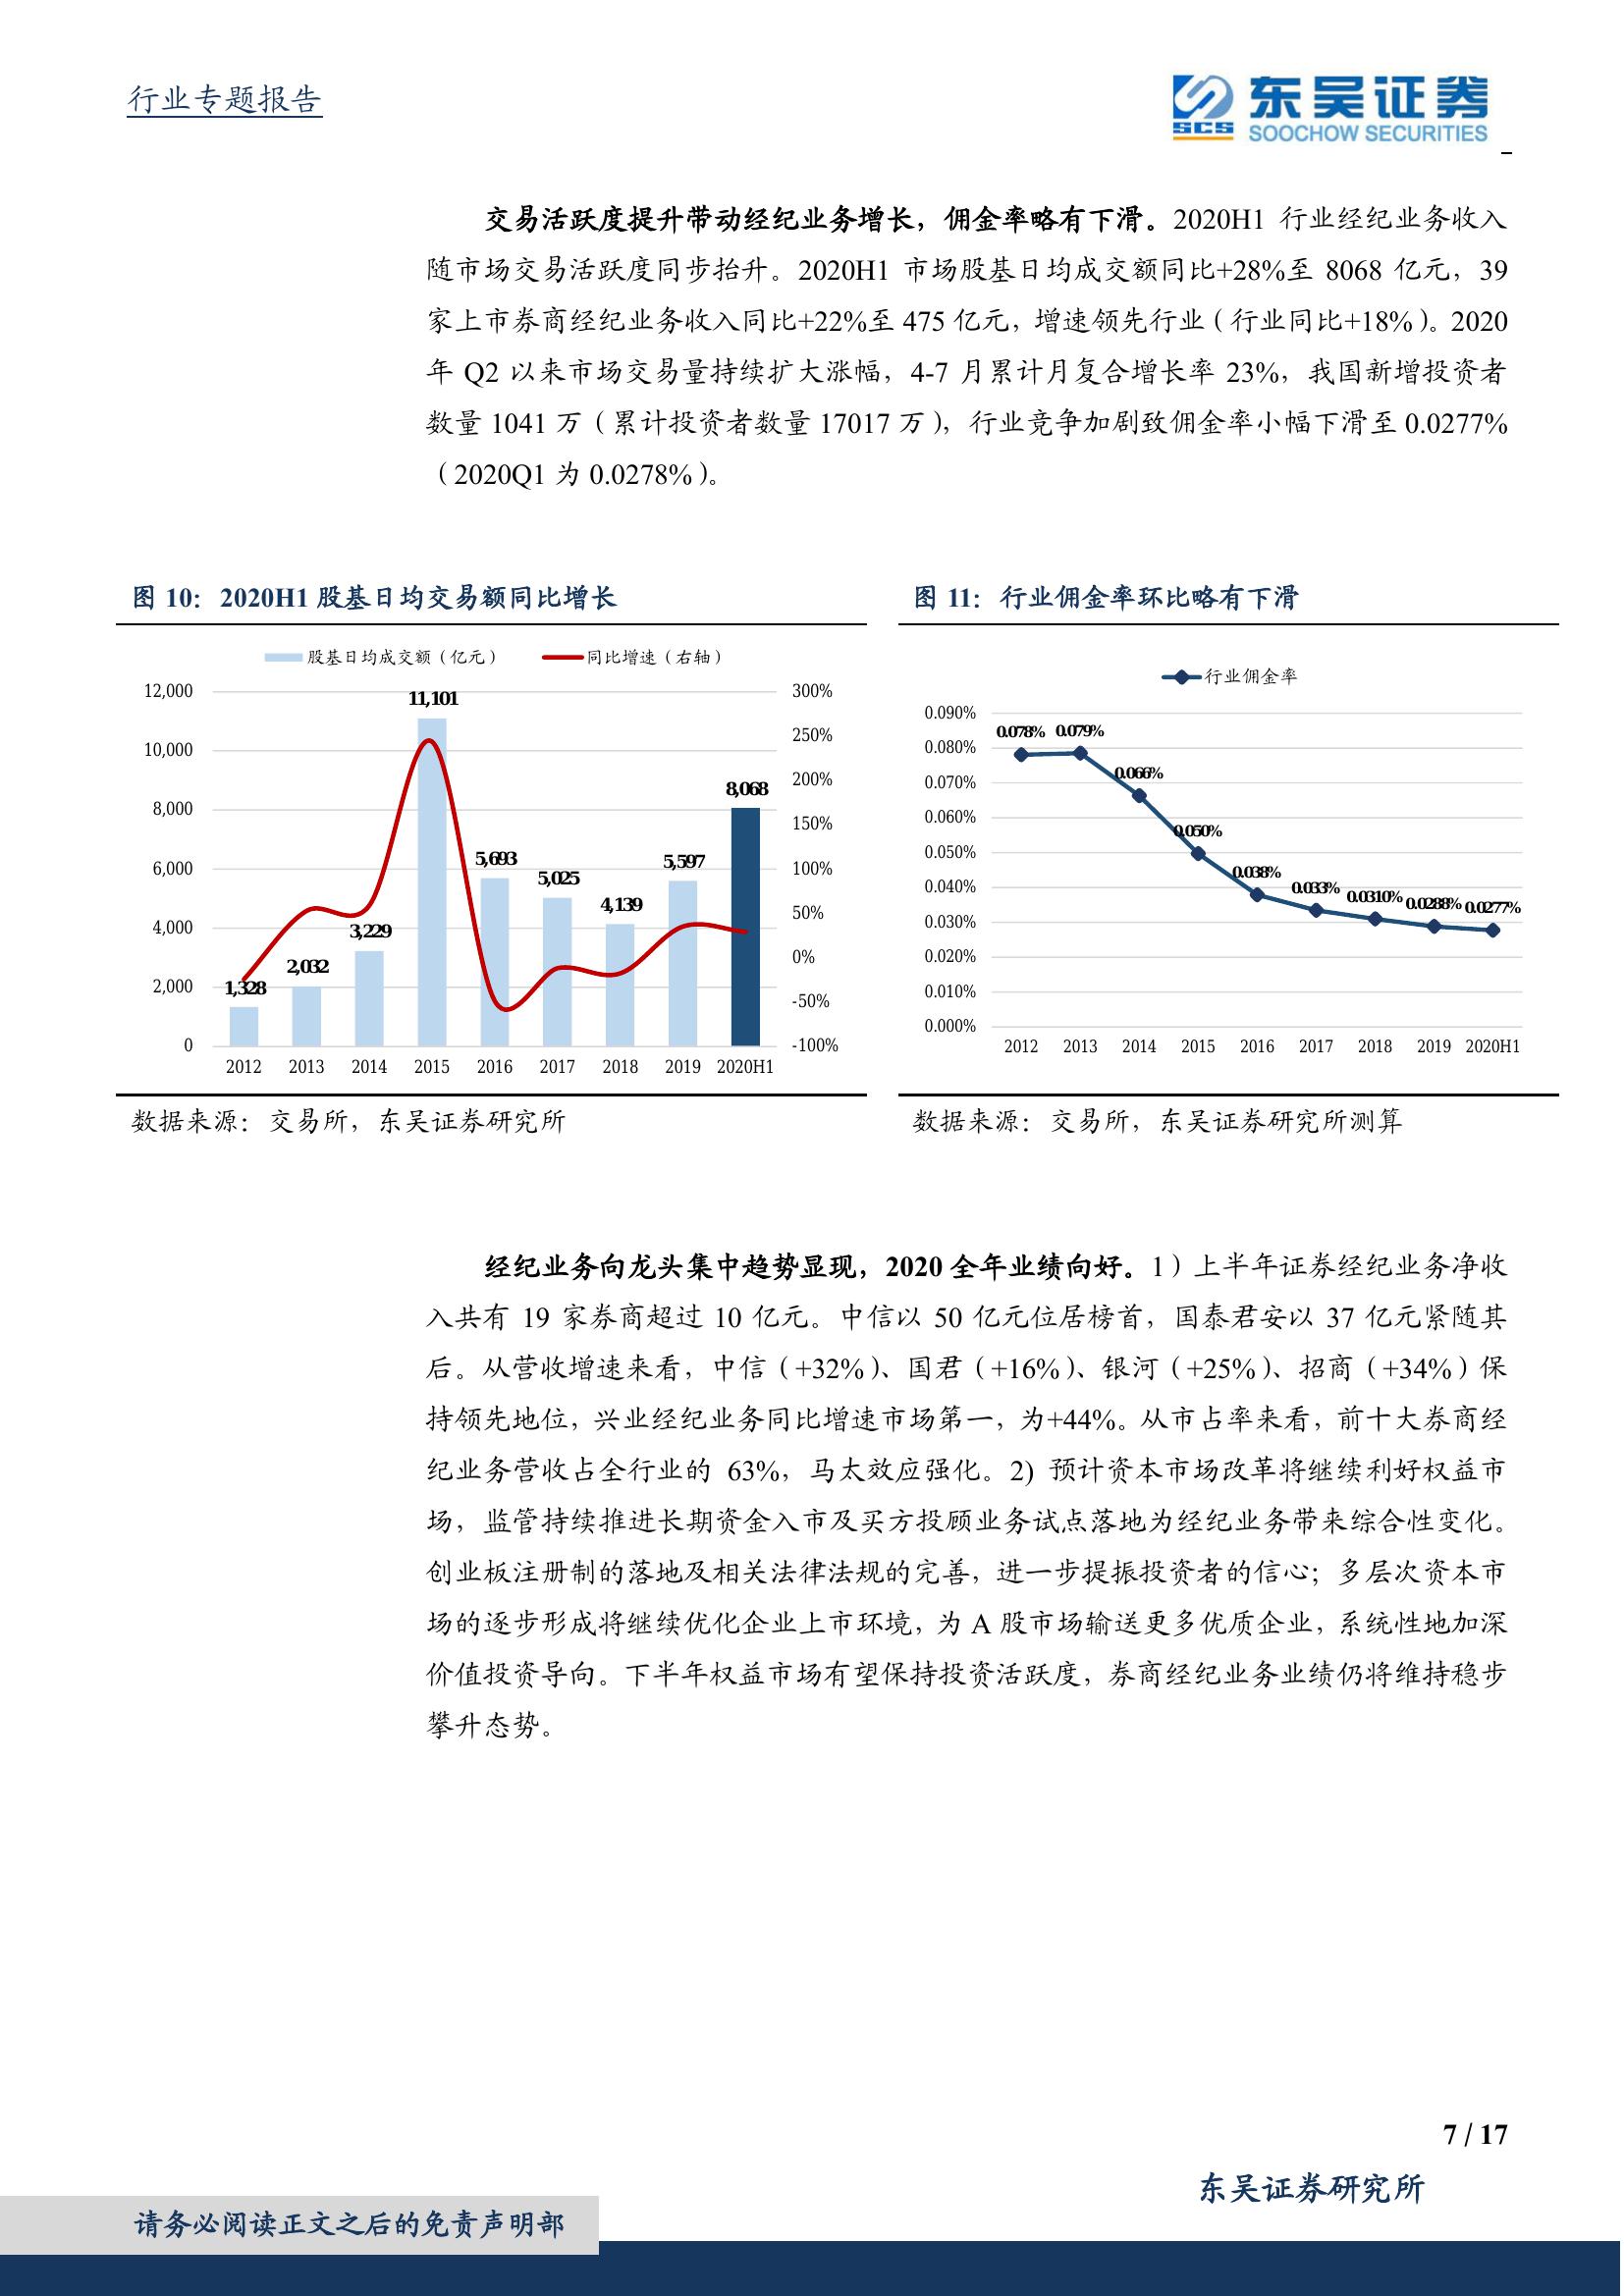 行业专题报告
SCS
东吴证券
SOOCHOW SECURITIES
交易活跃度提升带动经纪业务增长，佣金率略有下滑。2020H1 行业经纪业务收入
随市场交易活跃度同步抬升。2020H1 市场股基日均成交额同比+28%至 8068 亿元，39
家上市券商经纪业务收入同比+22%至 475 亿元，增速领先行业（行业同比+18%）。2020
年 Q2 以来市场交易量持续扩大涨幅，4-7 月累计月复合增长率 23%，我国新增投资者
数量 1041 万（累计投资者数量 17017 万），行业竞争加剧致佣金率小幅下滑至 0.0277%
（2020Q1 为 0.0278%）。
图 10：2020H1 股基日均交易额同比增长
股基日均成交额（亿元） 同比增速（右轴）
12,000
10,000
8,000
6,000
4,000
2,000
0
300%
250%
200%
150%
100%
50%
0%
-50%
-100%
1,328
2,032
3,229
11,101
5,693
5,025
4,139
5,597
8,068
2012 2013 2014 2015 2016 2017 2018 2019 2020H1
数据来源：交易所，东吴证券研究所
图 11：行业佣金率环比略有下滑
行业佣金率
0.090%
0.080%
0.070%
0.060%
0.050%
0.040%
0.030%
0.020%
0.010%
0.000%
0.078% 0.079%
0.066%
0.050%
0.038%
0.033%
0.0310%
0.0288%
0.0277%
2012 2013 2014 2015 2016 2017 2018 2019 2020H1
数据来源：交易所，东吴证券研究所测算
经纪业务向龙头集中趋势显现，2020 全年业绩向好。1）上半年证券经纪业务净收
入共有 19 家券商超过 10 亿元。中信以 50 亿元位居榜首，国泰君安以 37 亿元紧随其
后。从营收增速来看，中信（+32%）、国君（+16%）、银河（+25%）、招商（+34%）保
持领先地位，兴业经纪业务同比增速市场第一，为+44%。从市占率来看，前十大券商经
纪业务营收占全行业的 63%，马太效应强化。2) 预计资本市场改革将继续利好权益市
场，监管持续推进长期资金入市及买方投顾业务试点落地为经纪业务带来综合性变化。
创业板注册制的落地及相关法律法规的完善，进一步提振投资者的信心；多层次资本市
场的逐步形成将继续优化企业上市环境，为 A 股市场输送更多优质企业，系统性地加深
价值投资导向。下半年权益市场有望保持投资活跃度，券商经纪业务业绩仍将维持稳步
攀升态势。
7 / 17
东吴证券研究所
请务必阅读正文之后的免责声明部